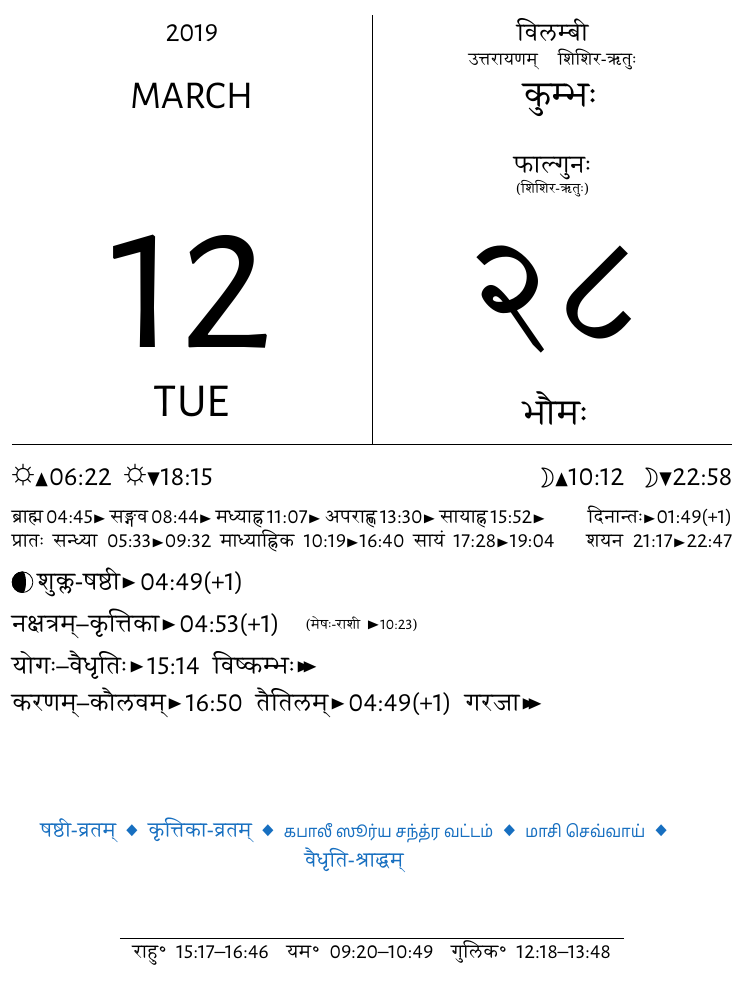 2019
MARCH
12
TUE
विलम्बी
उत्तरायणम् शिशिर-ऋतुः
कुम्भः
फाल्गुनः
(शिशिर-ऋतुः)
२८
भौमः
▲06:22 ▼18:15 ▲10:12 ▼22:58
ब्राह्म 04:45► सङ्गव 08:44► मध्याह्न 11:07► अपराह्ण 13:30► सायाह्न 15:52► दिनान्तः►01:49(+1)
प्रातः सन्ध्या 05:33►09:32 माध्याह्निक 10:19►16:40 सायं 17:28►19:04 शयन 21:17►22:47
शुक्ल-षष्ठी► 04:49(+1)
नक्षत्रम्–कृत्तिका► 04:53(+1) (मेषः-राशी ►10:23)
योगः–वैधृतिः►15:14 विष्कम्भः►►
करणम्–कौलवम्►16:50 तैतिलम्►04:49(+1) गरजा►►
षष्ठी-व्रतम् ◆ कृत्तिका-व्रतम् ◆ கபாலீ ஸூர்ய சந்த்ர வட்டம் ◆ மாசி செவ்வாய் ◆
वैधृति-श्राद्धम्
राहु॰ 15:17–16:46 यम॰ 09:20–10:49 गुलिक॰ 12:18–13:48